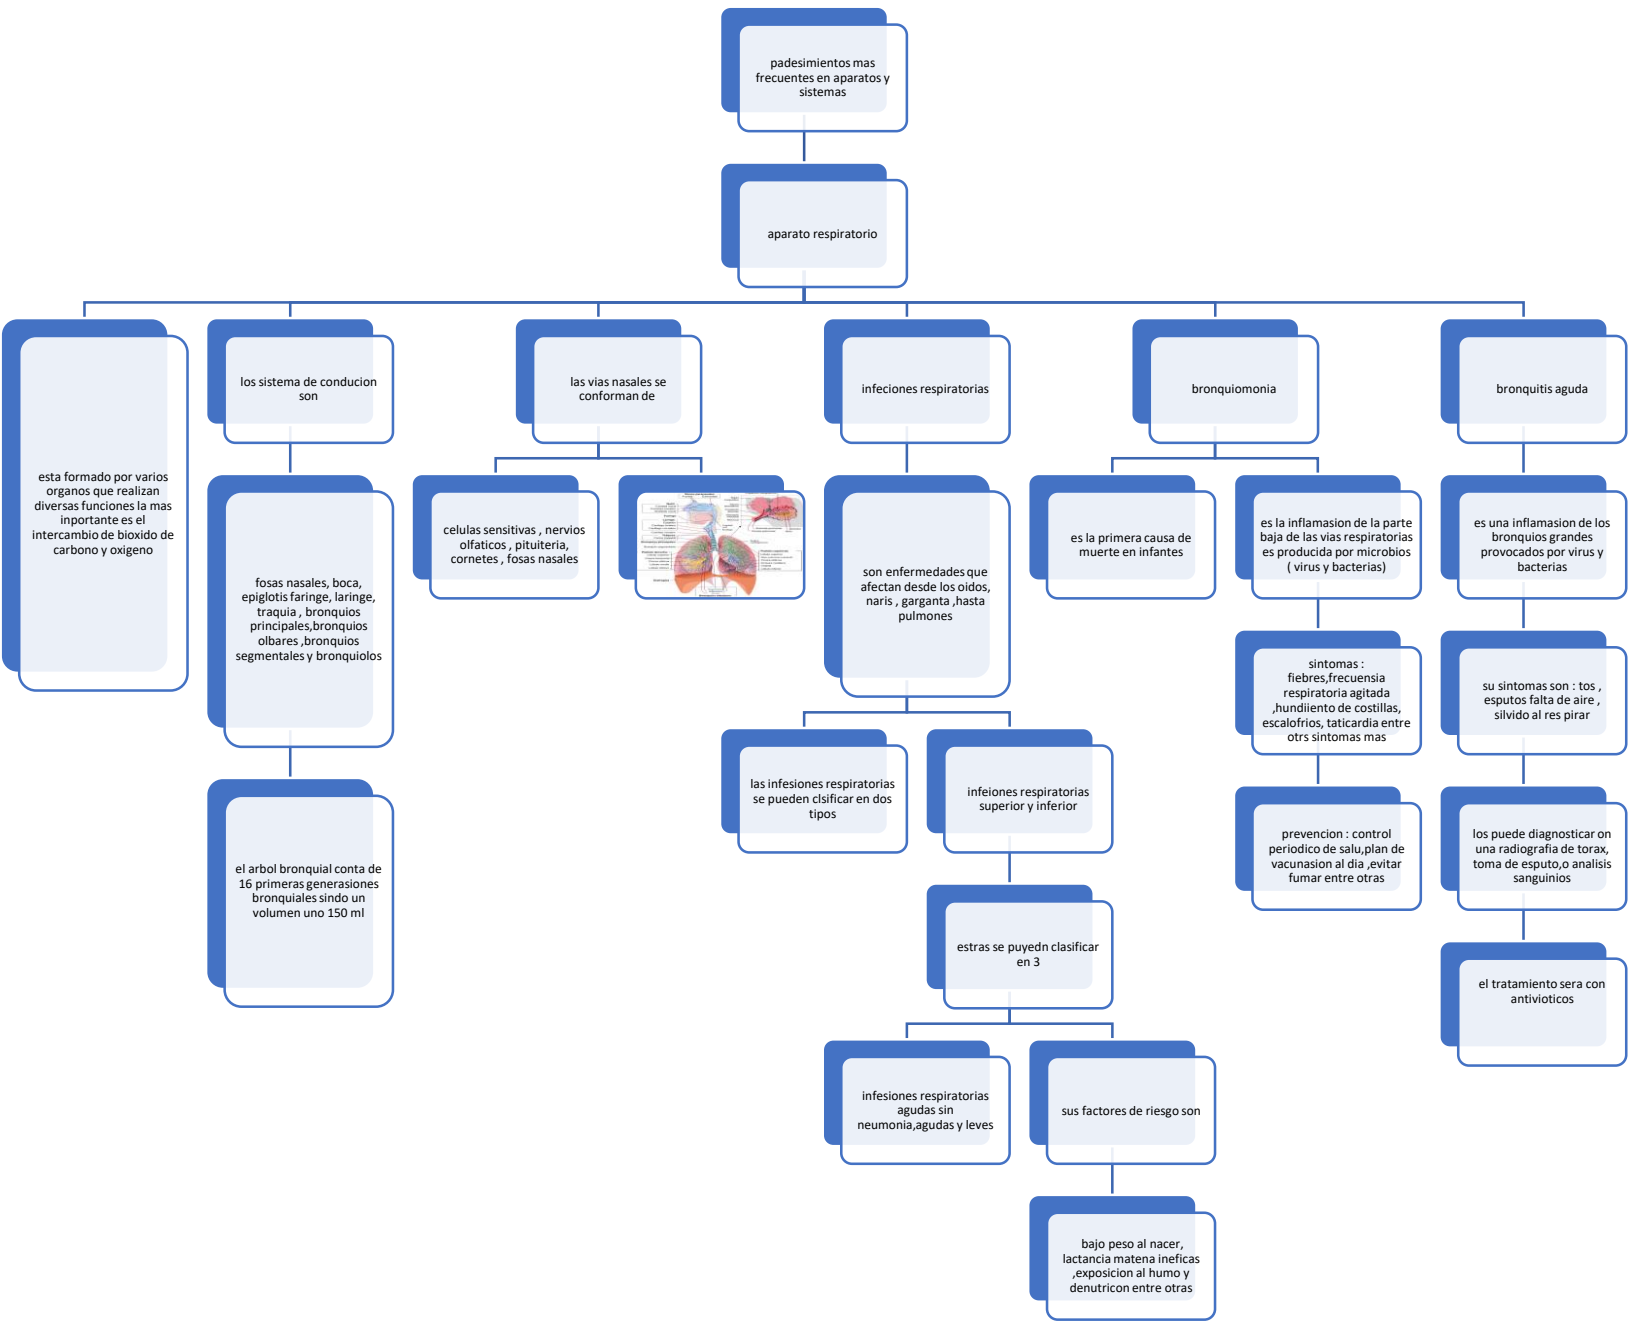 padesimientos mas
frecuentes en aparatos y
sistemas
aparato respiratorio
esta formado por varios
organos que realizan
diversas funciones la mas
inportante es el
intercambio de bioxido de
carbono y oxigeno
los sistema de conducion
son
fosas nasales, boca,
epiglotis faringe, laringe,
traquia , bronquios
principales,bronquios
olbares ,bronquios
segmentales y bronquiolos
el arbol bronquial conta de
16 primeras generasiones
bronquiales sindo un
volumen uno 150 ml
las vias nasales se
conforman de
celulas sensitivas , nervios
olfaticos , pituiteria,
cornetes , fosas nasales
infeciones respiratorias
son enfermedades que
afectan desde los oidos,
naris , garganta ,hasta
pulmones
las infesiones respiratorias
se pueden clsificar en dos
tipos
infeiones respiratorias
superior y inferior
estras se puyedn clasificar
en 3
infesiones respiratorias
agudas sin
neumonia,agudas y leves
sus factores de riesgo son
bajo peso al nacer,
lactancia matena ineficas
,exposicion al humo y
denutricon entre otras
bronquiomonia
es la primera causa de
muerte en infantes
es la inflamasion de la parte
baja de las vias respiratorias
es producida por microbios
( virus y bacterias)
sintomas :
fiebres,frecuensia
respiratoria agitada
,hundiiento de costillas,
escalofrios, taticardia entre
otrs sintomas mas
prevencion : control
periodico de salu,plan de
vacunasion al dia ,evitar
fumar entre otras
bronquitis aguda
es una inflamasion de los
bronquios grandes
provocados por virus y
bacterias
su sintomas son : tos ,
esputos falta de aire ,
silvido al res pirar
los puede diagnosticar on
una radiografia de torax,
toma de esputo,o analisis
sanguinios
el tratamiento sera con
antivioticos